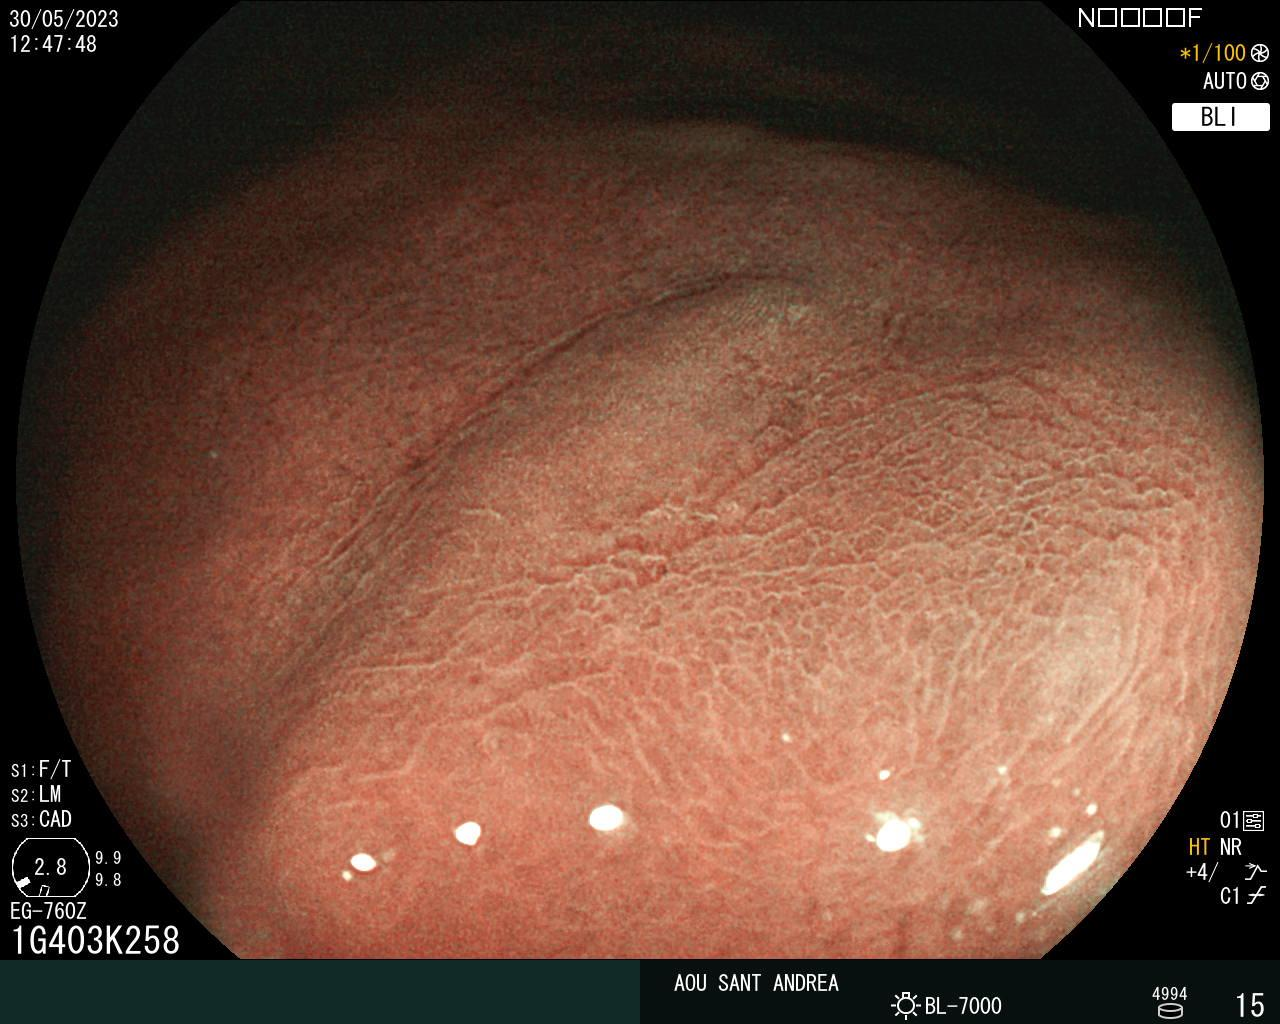 30/05/2023
12:47:48
N□□□□F
*1/100
AUTO
BLI
S1:F/T
S2:LM
S3:CAD
2.8
9.9
9.8
EG-760Z
1G403K258
01
HT NR
+4/
C1
AOU SANT ANDREA
BL-7000
4994
15